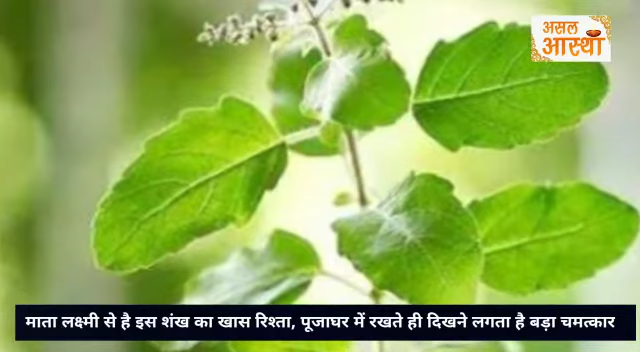 असल
आस्था
माता लक्ष्मी से है इस शंख का खास रिश्ता, पूजाघर में रखते ही दिखने लगता है बड़ा चमत्कार